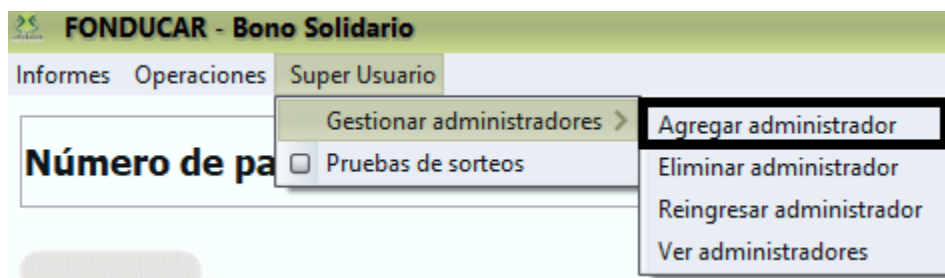 FONDUCAR - Bono Solidario
Informes Operaciones Super Usuario
Gestionar administradores
Pruebas de sorteos
Agregar administrador
Eliminar administrador
Reingresar administrador
Ver administradores
Número de pa